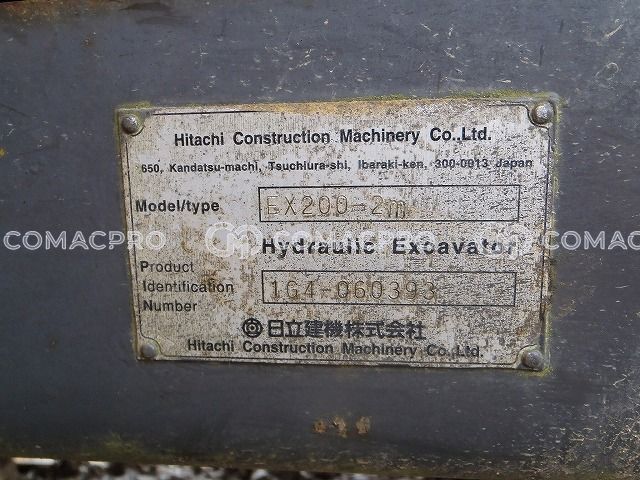 Hitachi Construction Machinery Co.,Ltd.
650, Kandatsu-machi, Tsuchiura-shi, Ibaraki-ken, 300-0013 Japan
Model/type EX200-2m
COMACPRO COMACPRO COMACPRO
Hydraulic Excavator
Product Identification Number 1G4-060393
日立建機株式会社
Hitachi Construction Machinery Co.,Ltd.